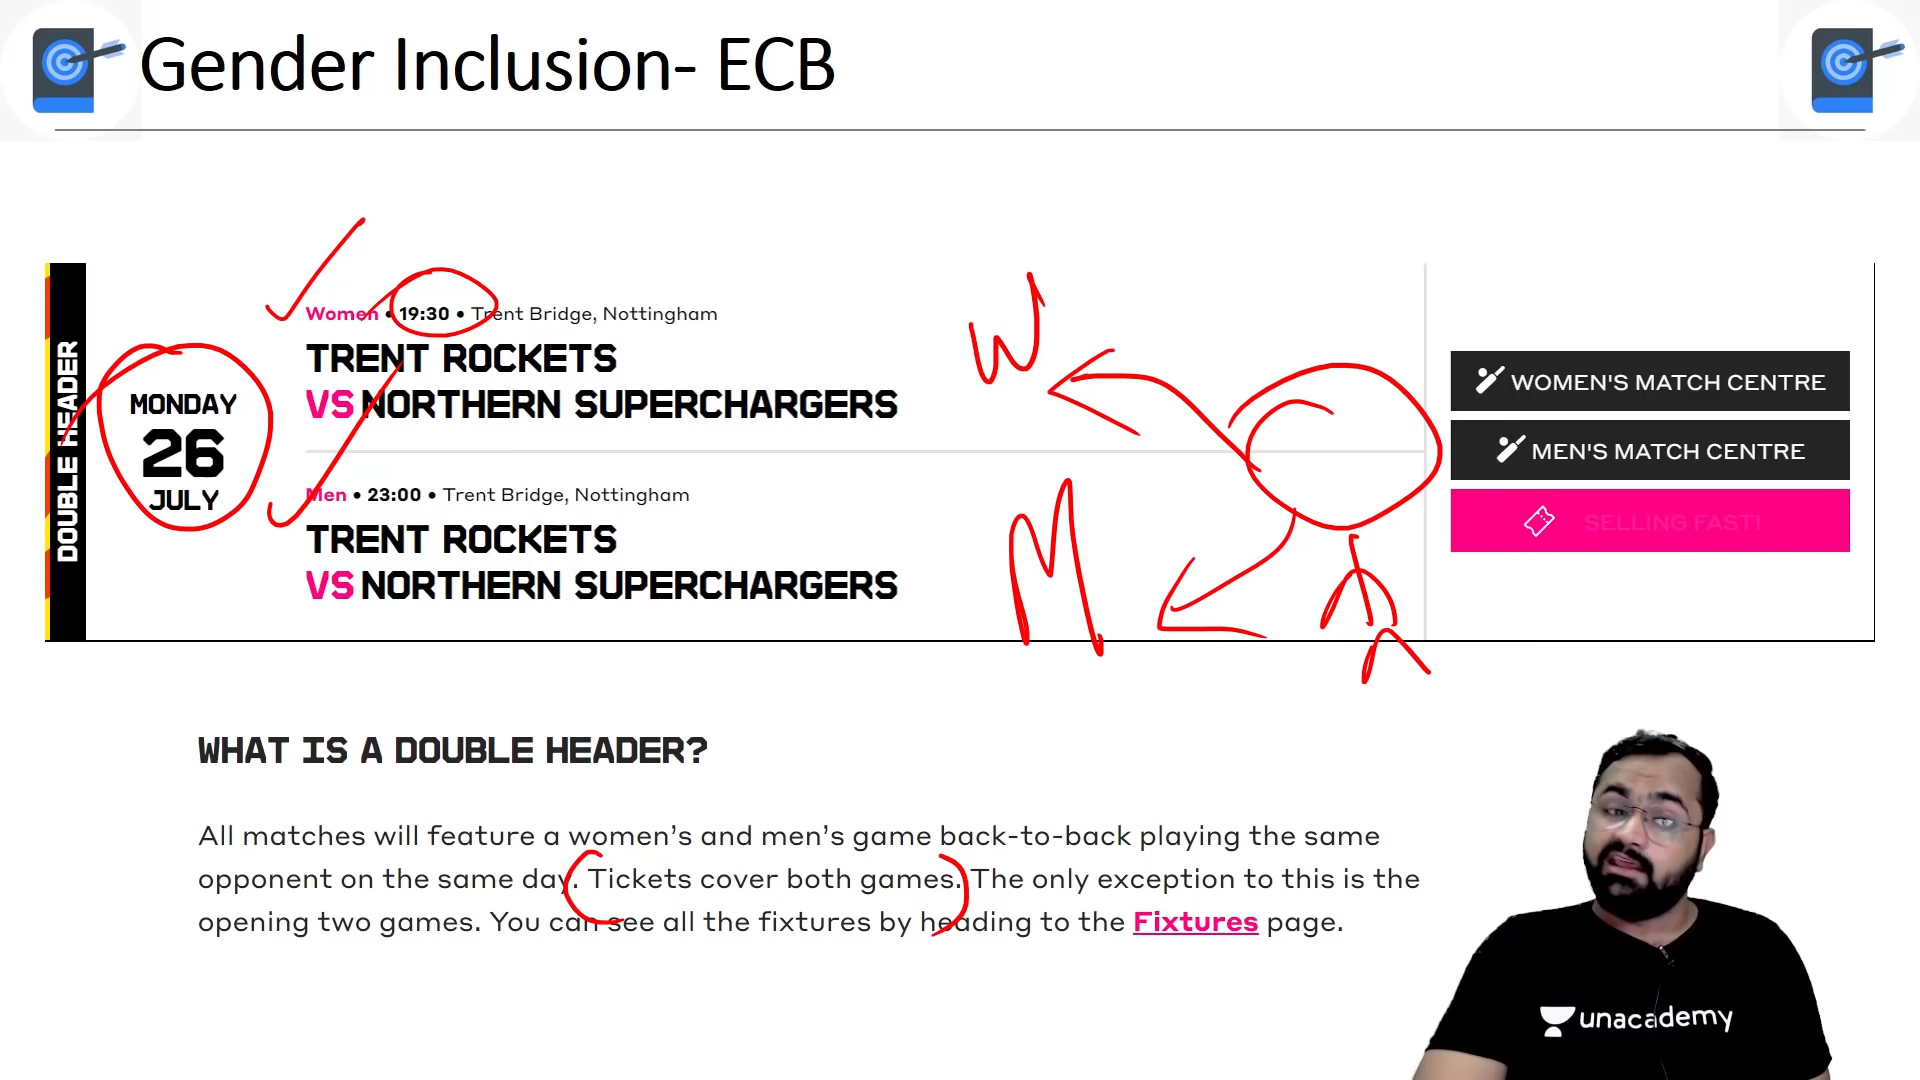 Gender Inclusion- ECB
DOUBLE HEADER
MONDAY
26
JULY
Women • 19:30 • Trent Bridge, Nottingham
TRENT ROCKETS
VS NORTHERN SUPERCHARGERS
Men • 23:00 • Trent Bridge, Nottingham
TRENT ROCKETS
VS NORTHERN SUPERCHARGERS
W
M
WOMEN'S MATCH CENTRE
MEN'S MATCH CENTRE
SELLING FAST!
WHAT IS A DOUBLE HEADER?
All matches will feature a women’s and men’s game back-to-back playing the same
opponent on the same day. Tickets cover both games. The only exception to this is the
opening two games. You can see all the fixtures by heading to the Fixtures page.
unacademy